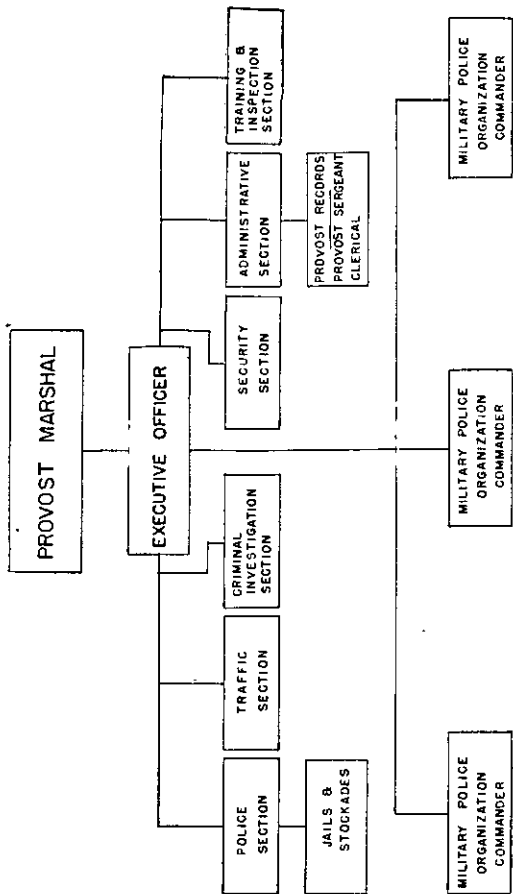 PROVOST MARSHAL
EXECUTIVE OFFICER
POLICE
SECTION
TRAFFIC
SECTION
CRIMINAL
INVESTIGATION
SECTION
SECURITY
SECTION
ADMINISTRATIVE
SECTION
TRAINING &
INSPECTION
SECTION
JAILS &
STOCKADES
PROVOST RECORDS
PROVOST SERGEANT
CLERICAL
MILITARY POLICE
ORGANIZATION
COMMANDER
MILITARY POLICE
ORGANIZATION
COMMANDER
MILITARY POLICE
ORGANIZATION
COMMANDER